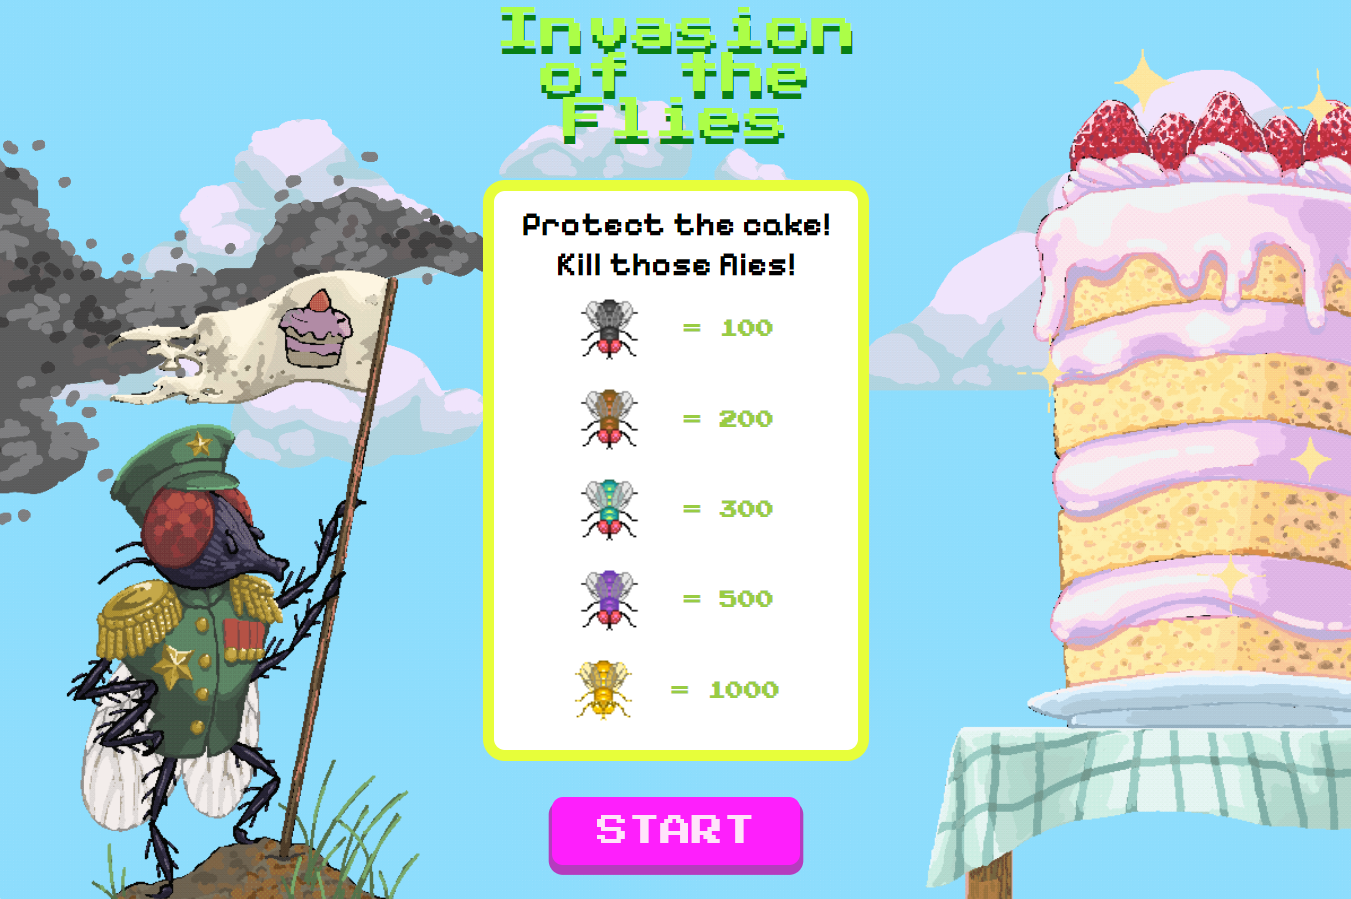 Invasion
of the
Flies
Protect the cake!
Kill those flies!
= 100
= 200
= 300
= 500
= 1000
START